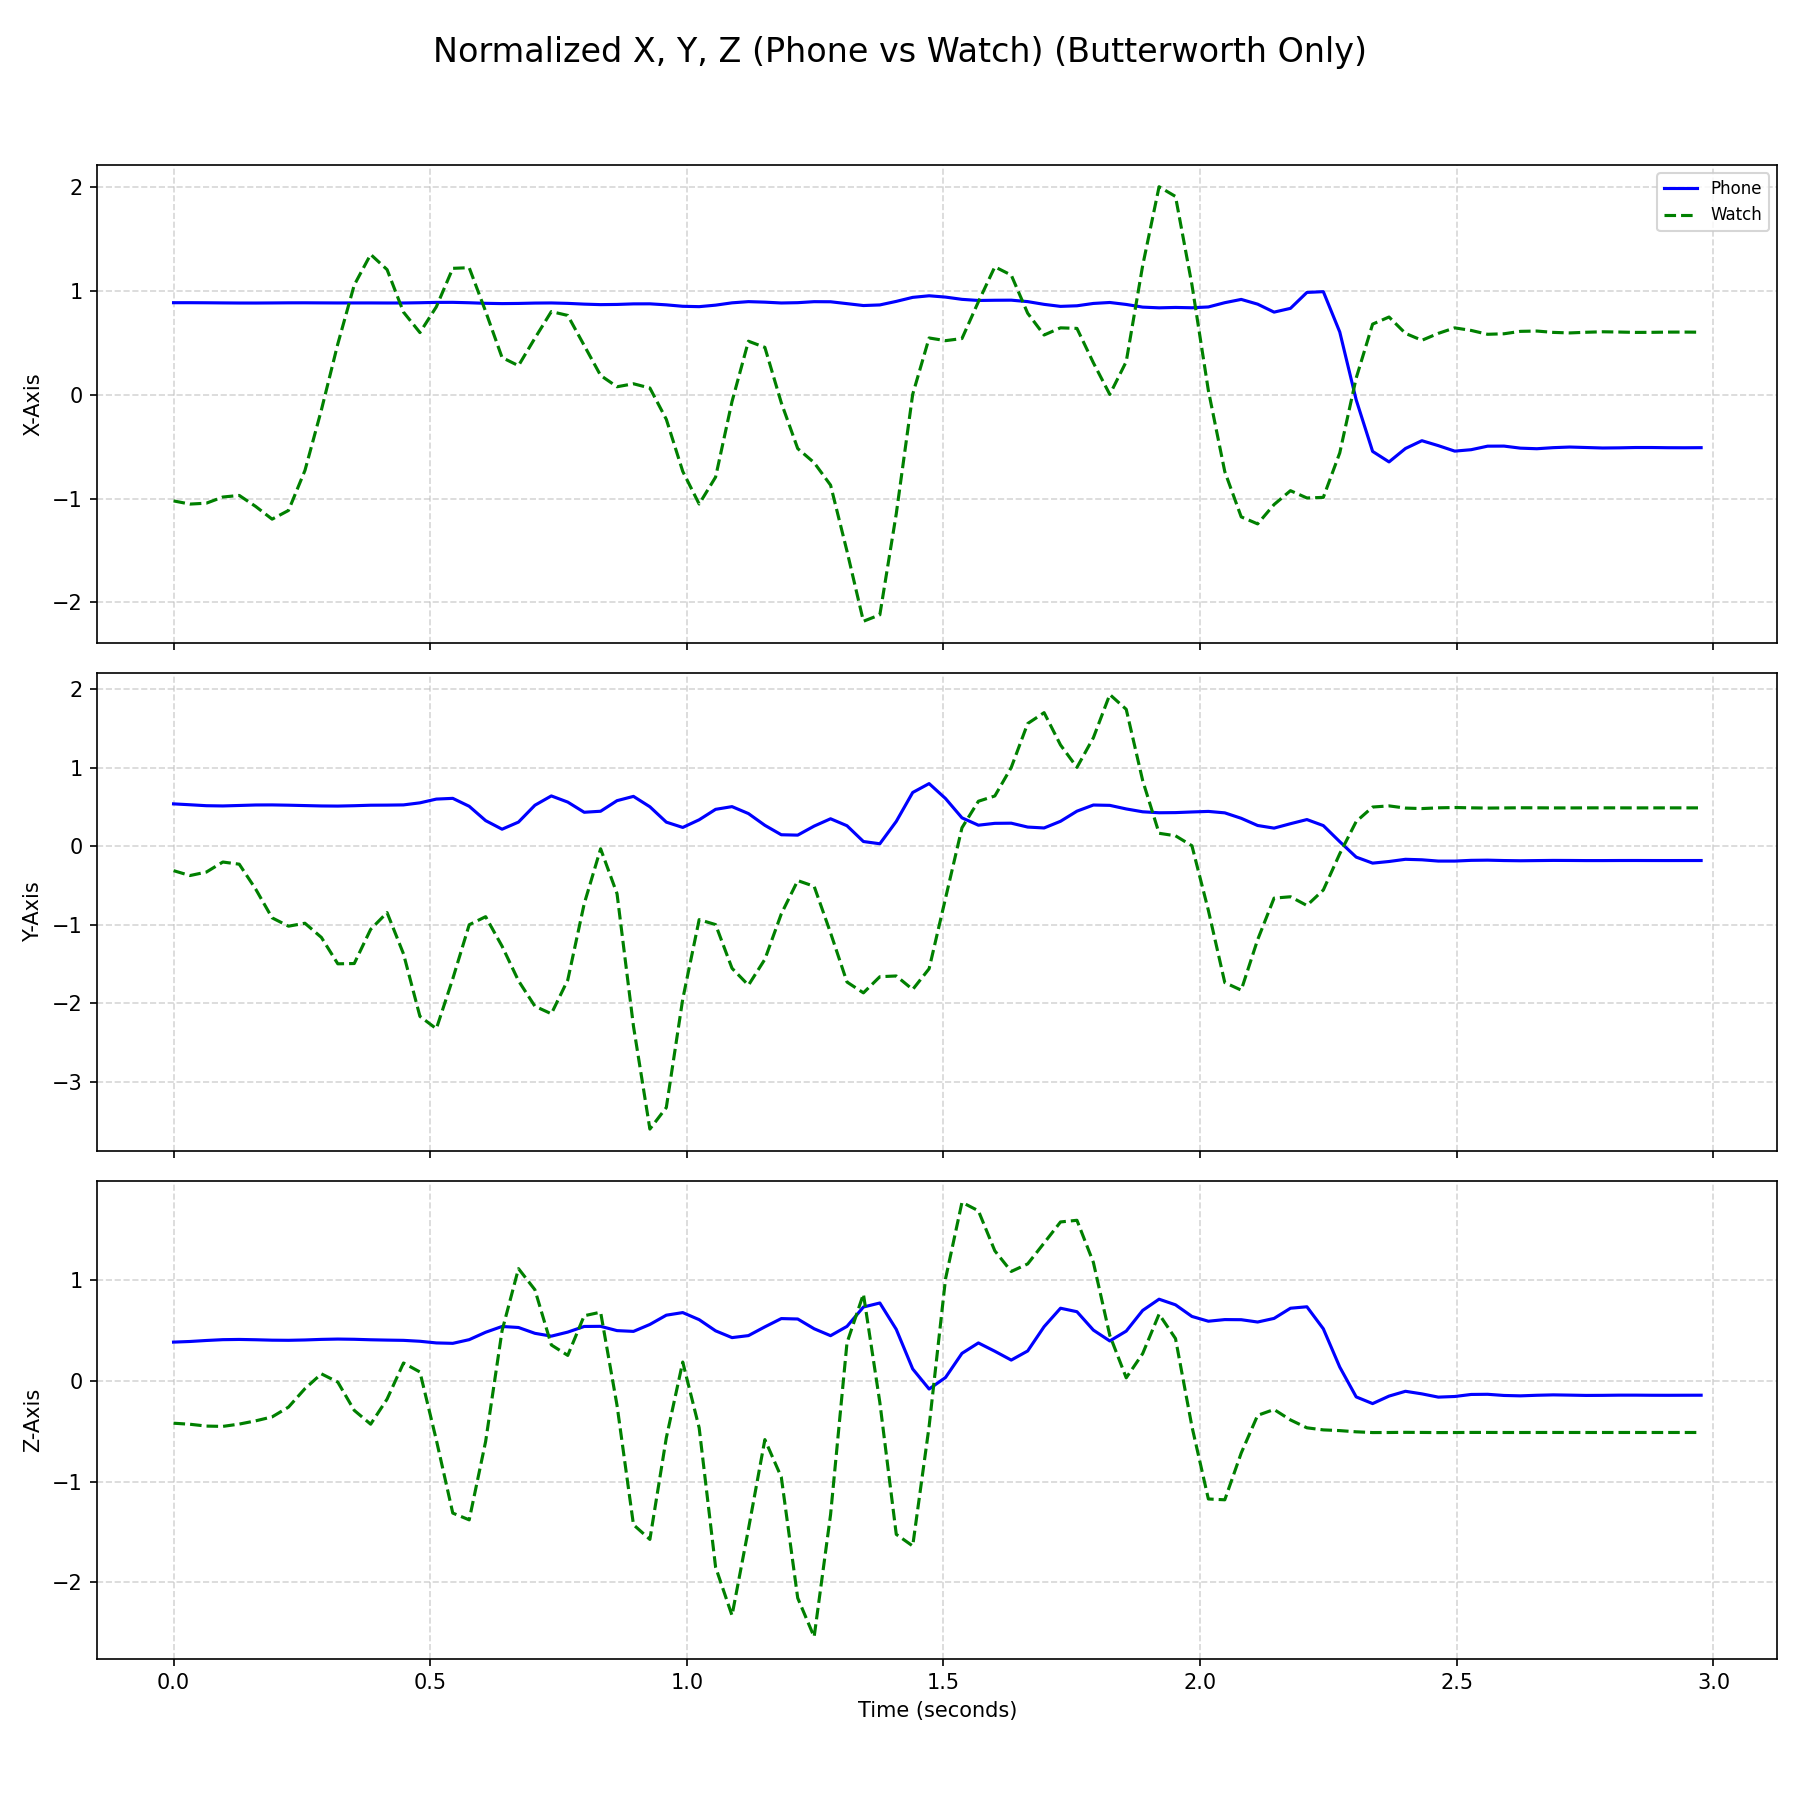 Normalized X, Y, Z (Phone vs Watch) (Butterworth Only)
Phone
Watch
X-Axis
2
1
0
−1
−2
Y-Axis
2
1
0
−1
−2
−3
Z-Axis
1
0
−1
−2
0.0 0.5 1.0 1.5 2.0 2.5 3.0
Time (seconds)